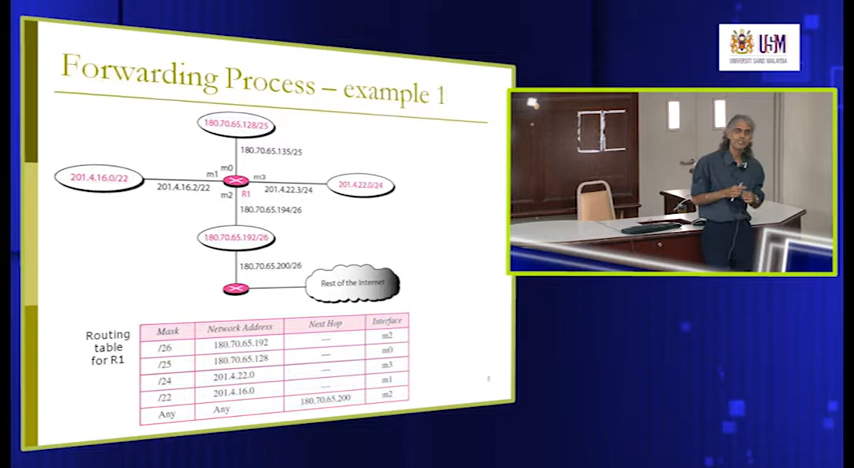 USM
UNIVERSITI SAINS MALAYSIA
Forwarding Process – example 1
180.70.65.128/25
180.70.65.135/25
m0
201.4.16.0/22
m1
m3
201.4.16.2/22
201.4.22.3/24
201.4.22.0/24
m2
R1
180.70.65.194/26
180.70.65.192/26
180.70.65.200/26
Rest of the Internet
Routing
table
for R1
Mask Network Address Next Hop Interface
/26 180.70.65.192 — m2
/25 180.70.65.128 — m0
/24 201.4.22.0 — m3
/22 201.4.16.0 — m1
Any Any 180.70.65.200 m2